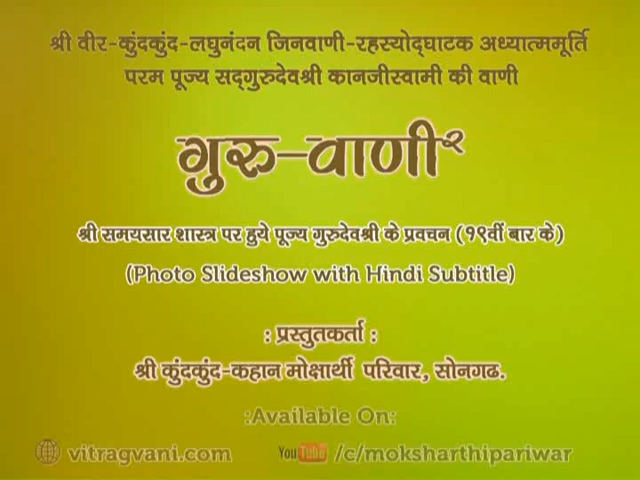 श्री वीर-कुंदकुंद-लघुनंदन जिनवाणी-रहस्योद्घाटक अध्यात्ममूर्ति
परम पूज्य सद्गुरुदेवश्री कानजीस्वामी की वाणी
गुरु-वाणी२
श्री समयसार शास्त्र पर हुये पूज्य गुरुदेवश्री के प्रवचन (१९वीं बार के)
(Photo Slideshow with Hindi Subtitle)
: प्रस्तुतकर्ता :
श्री कुंदकुंद-कहान मोक्षार्थी परिवार, सोनगढ.
:Available On:
vitragvani.com YouTube /c/moksharthipariwar